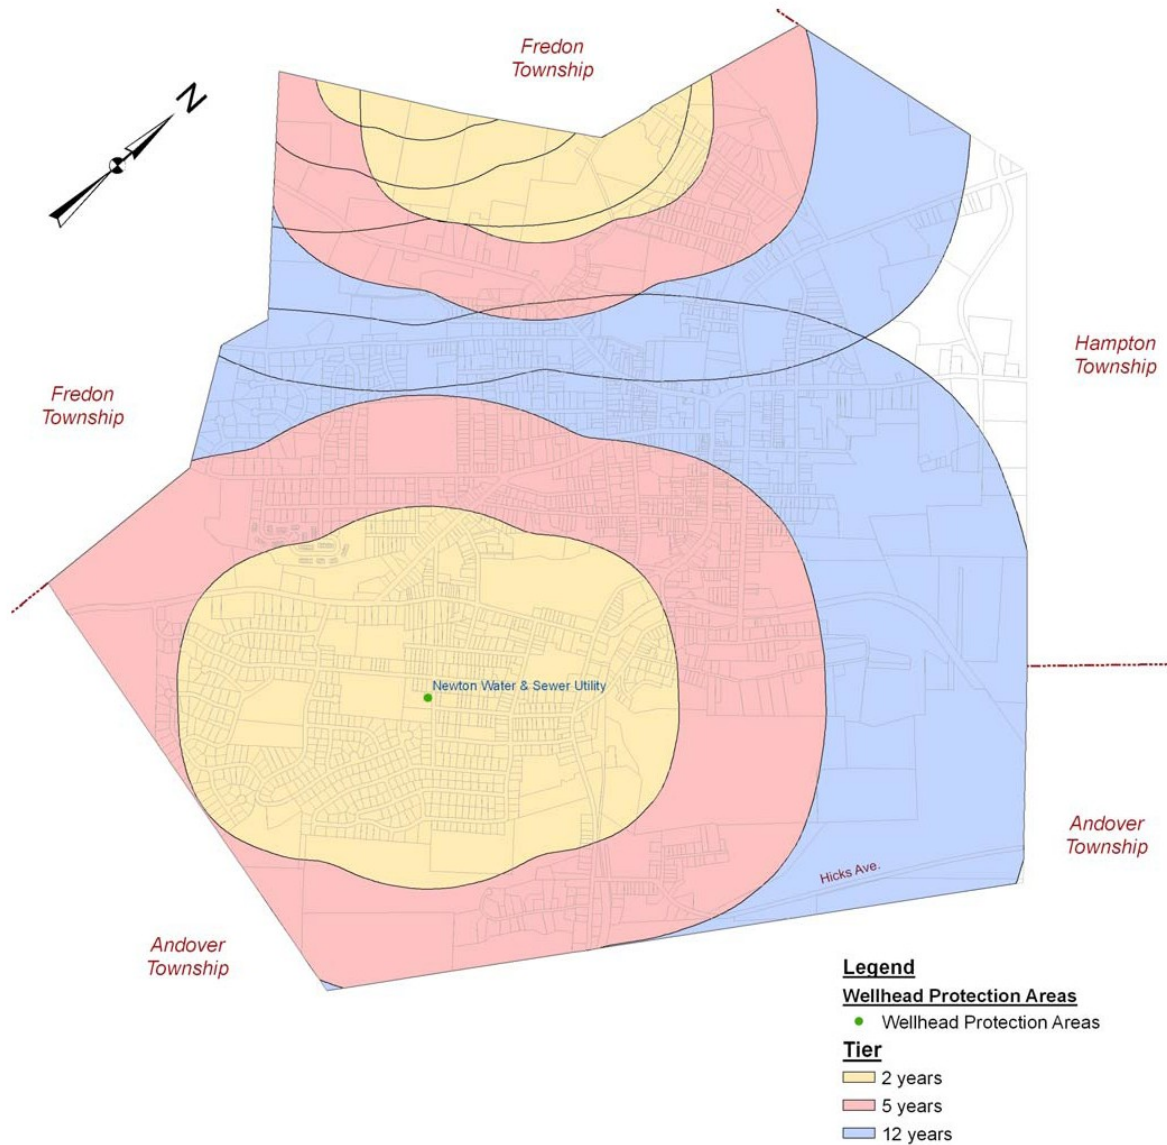 Fredon
Township
N
Hampton
Township
Fredon
Township
Newton Water & Sewer Utility
Andover
Township
Hicks Ave.
Andover
Township
Legend
Wellhead Protection Areas
Wellhead Protection Areas
Tier
2 years
5 years
12 years